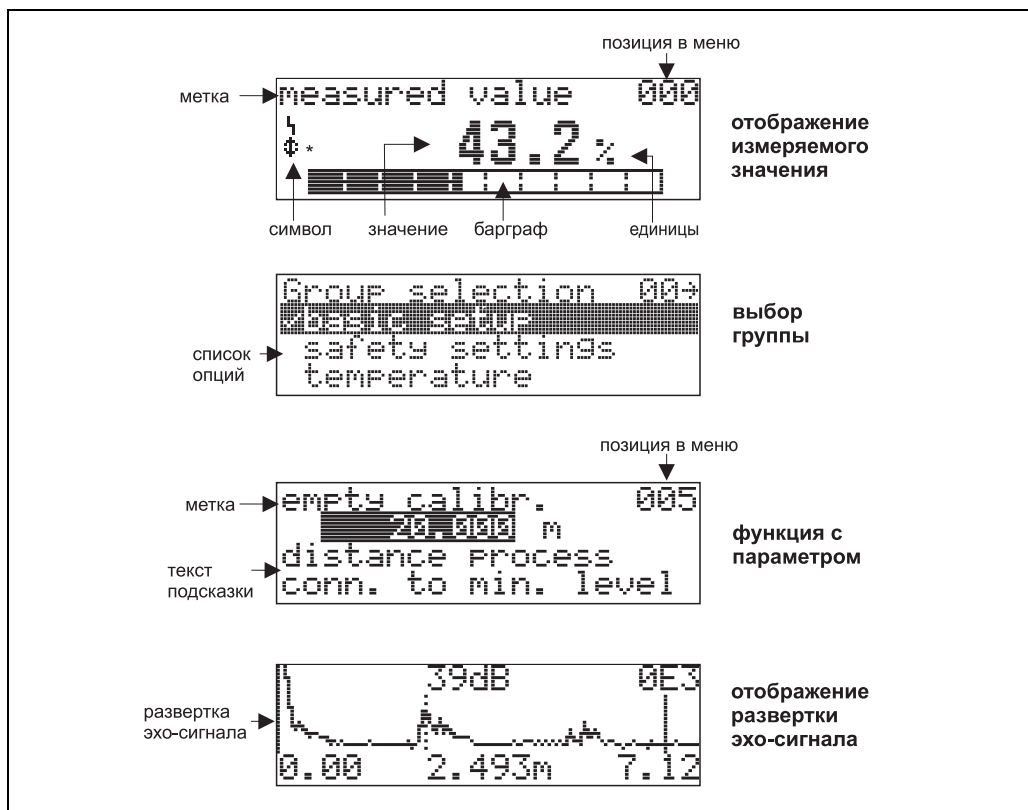 позиция в меню
метка
measured value 000
*
43.2 %
отображение
измеряемого
значения
символ значение барграф единицы
Group selection 00→
✓basic setup
safety settings
temperature
список
опций
выбор
группы
позиция в меню
метка
empty calibr. 005
20.000 m
distance process
conn. to min. level
текст
подсказки
функция с
параметром
39dB 0E3
развертка
эхо-сигнала
0.00 2.493m 7.12
отображение
развертки
эхо-сигнала